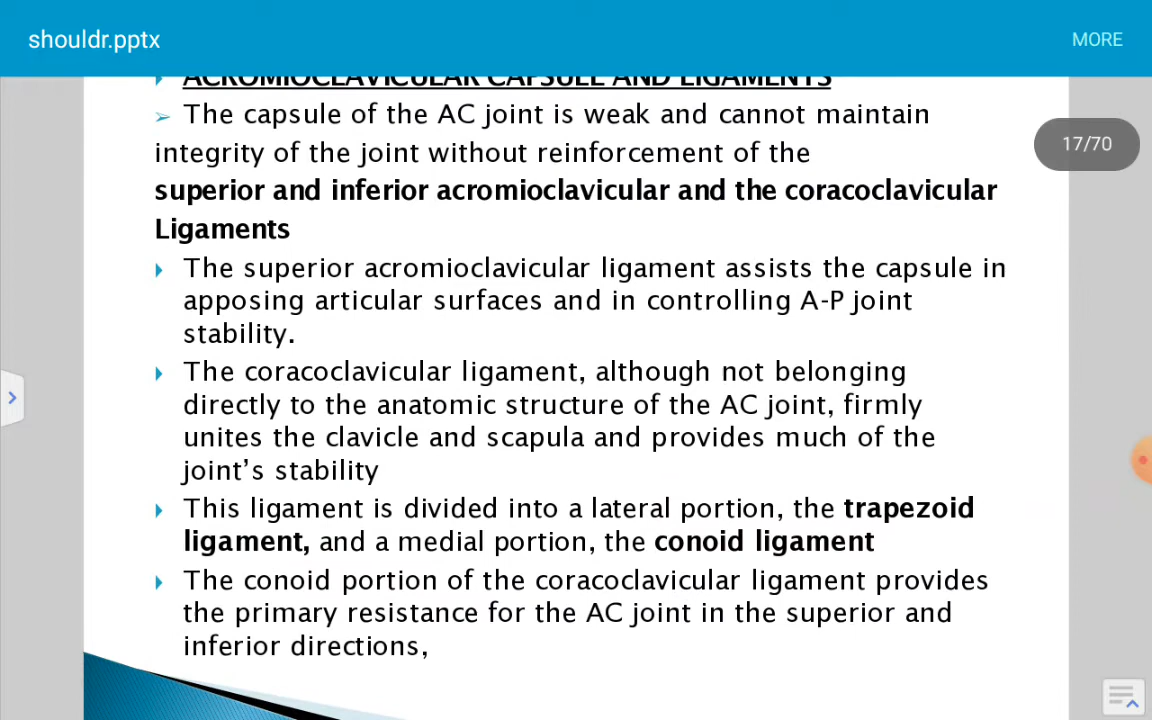 shouldr.pptx
MORE
ACROMIOCLAVICULAR CAPSULE AND LIGAMENTS
The capsule of the AC joint is weak and cannot maintain
17/70
integrity of the joint without reinforcement of the
superior and inferior acromioclavicular and the coracoclavicular
Ligaments
The superior acromioclavicular ligament assists the capsule in
apposing articular surfaces and in controlling A-P joint
stability.
The coracoclavicular ligament, although not belonging
directly to the anatomic structure of the AC joint, firmly
unites the clavicle and scapula and provides much of the
joint's stability
This ligament is divided into a lateral portion, the trapezoid
ligament, and a medial portion, the conoid ligament
The conoid portion of the coracoclavicular ligament provides
the primary resistance for the AC joint in the superior and
inferior directions,